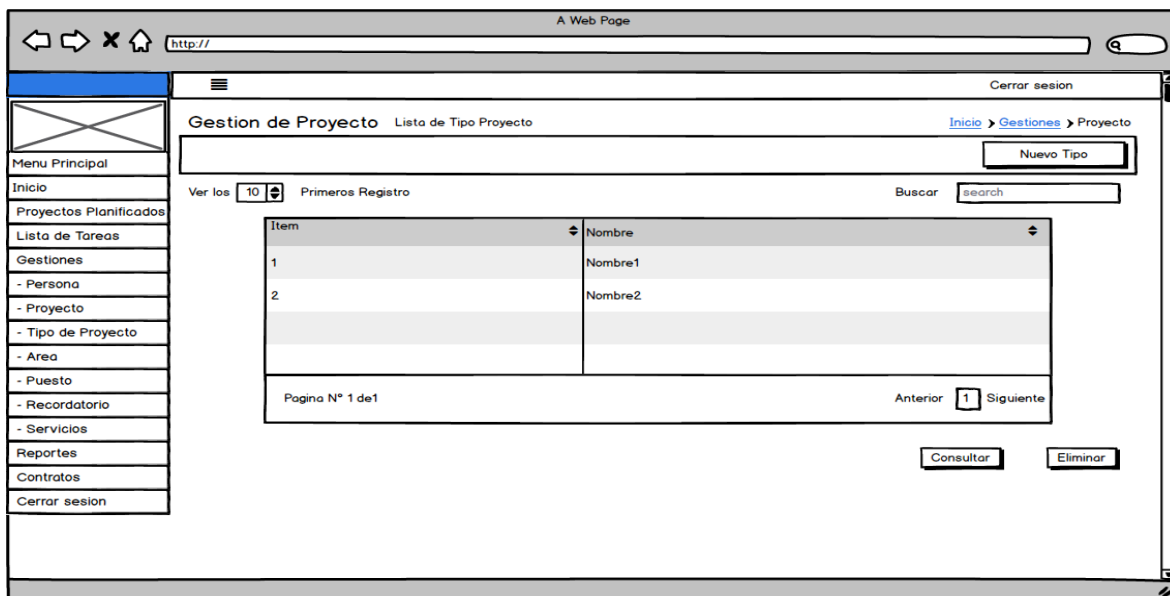 A Web Page
http://
Cerrar sesion
Gestion de Proyecto Lista de Tipo Proyecto
Inicio > Gestiones > Proyecto
Nuevo Tipo
Menu Principal
Inicio
Proyectos Planificados
Lista de Tareas
Gestiones
- Persona
- Proyecto
- Tipo de Proyecto
- Area
- Puesto
- Recordatorio
- Servicios
Reportes
Contratos
Cerrar sesion
Ver los 10 Primeros Registro
Buscar search
Item Nombre
1 Nombre1
2 Nombre2
Pagina N° 1 de1
Anterior 1 Siguiente
Consultar Eliminar